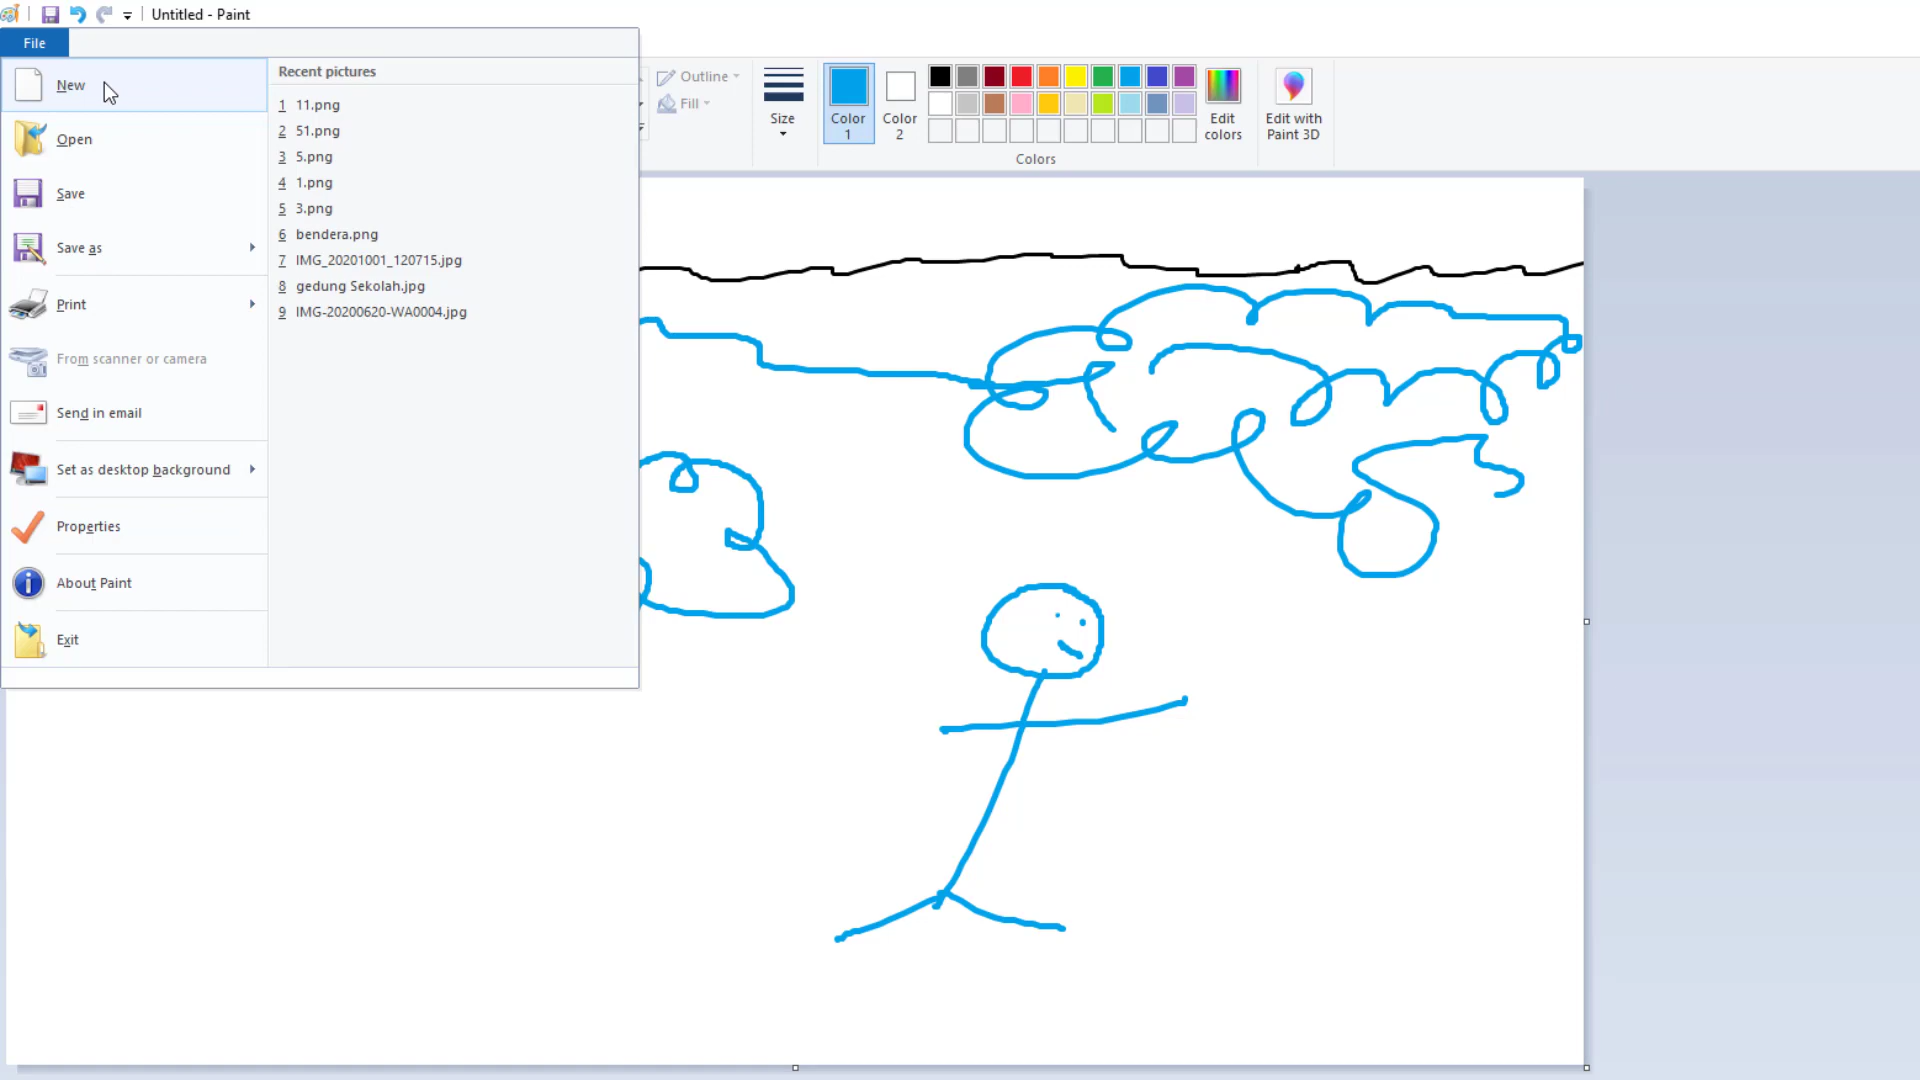 Untitled - Paint
File
New
Open
Save
Save as
Print
From scanner or camera
Send in email
Set as desktop background
Properties
About Paint
Exit
Recent pictures
1 11.png
2 51.png
3 5.png
4 1.png
5 3.png
6 bendera.png
7 IMG_20201001_120715.jpg
8 gedung Sekolah.jpg
9 IMG-20200620-WA0004.jpg
Outline
Fill
Size
Color
1
Color
2
Edit
colors
Edit with
Paint 3D
Colors